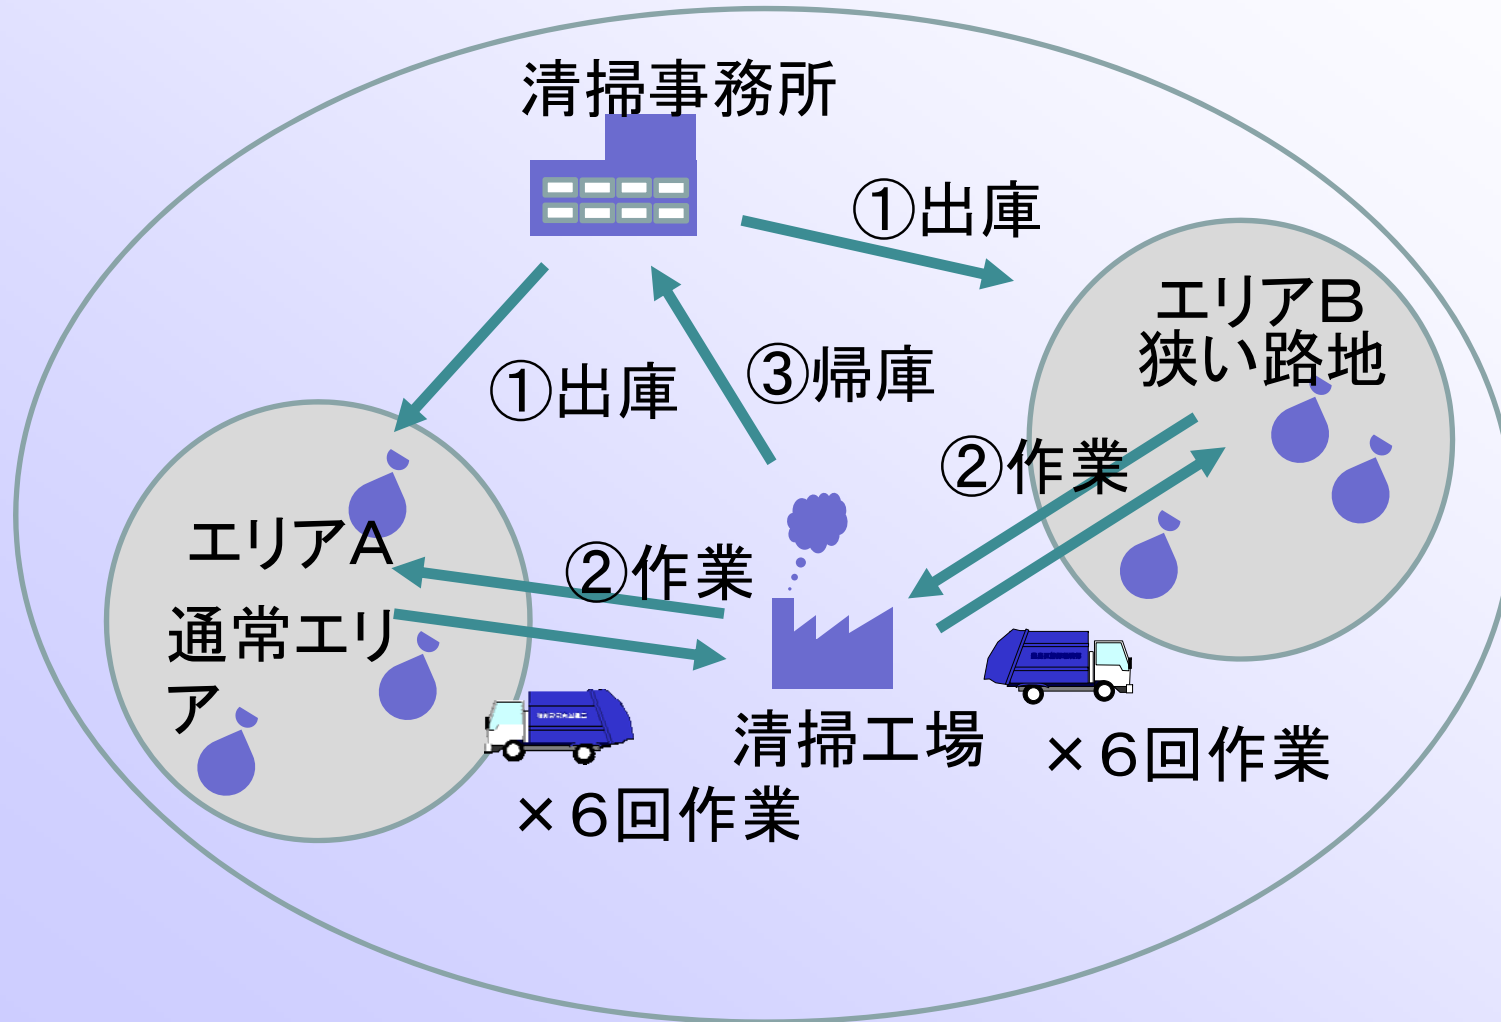 清掃事務所
①出庫
エリアＢ
狭い路地
①出庫
③帰庫
②作業
エリアＡ
通常エリ
ア
②作業
清掃工場
×６回作業
×６回作業